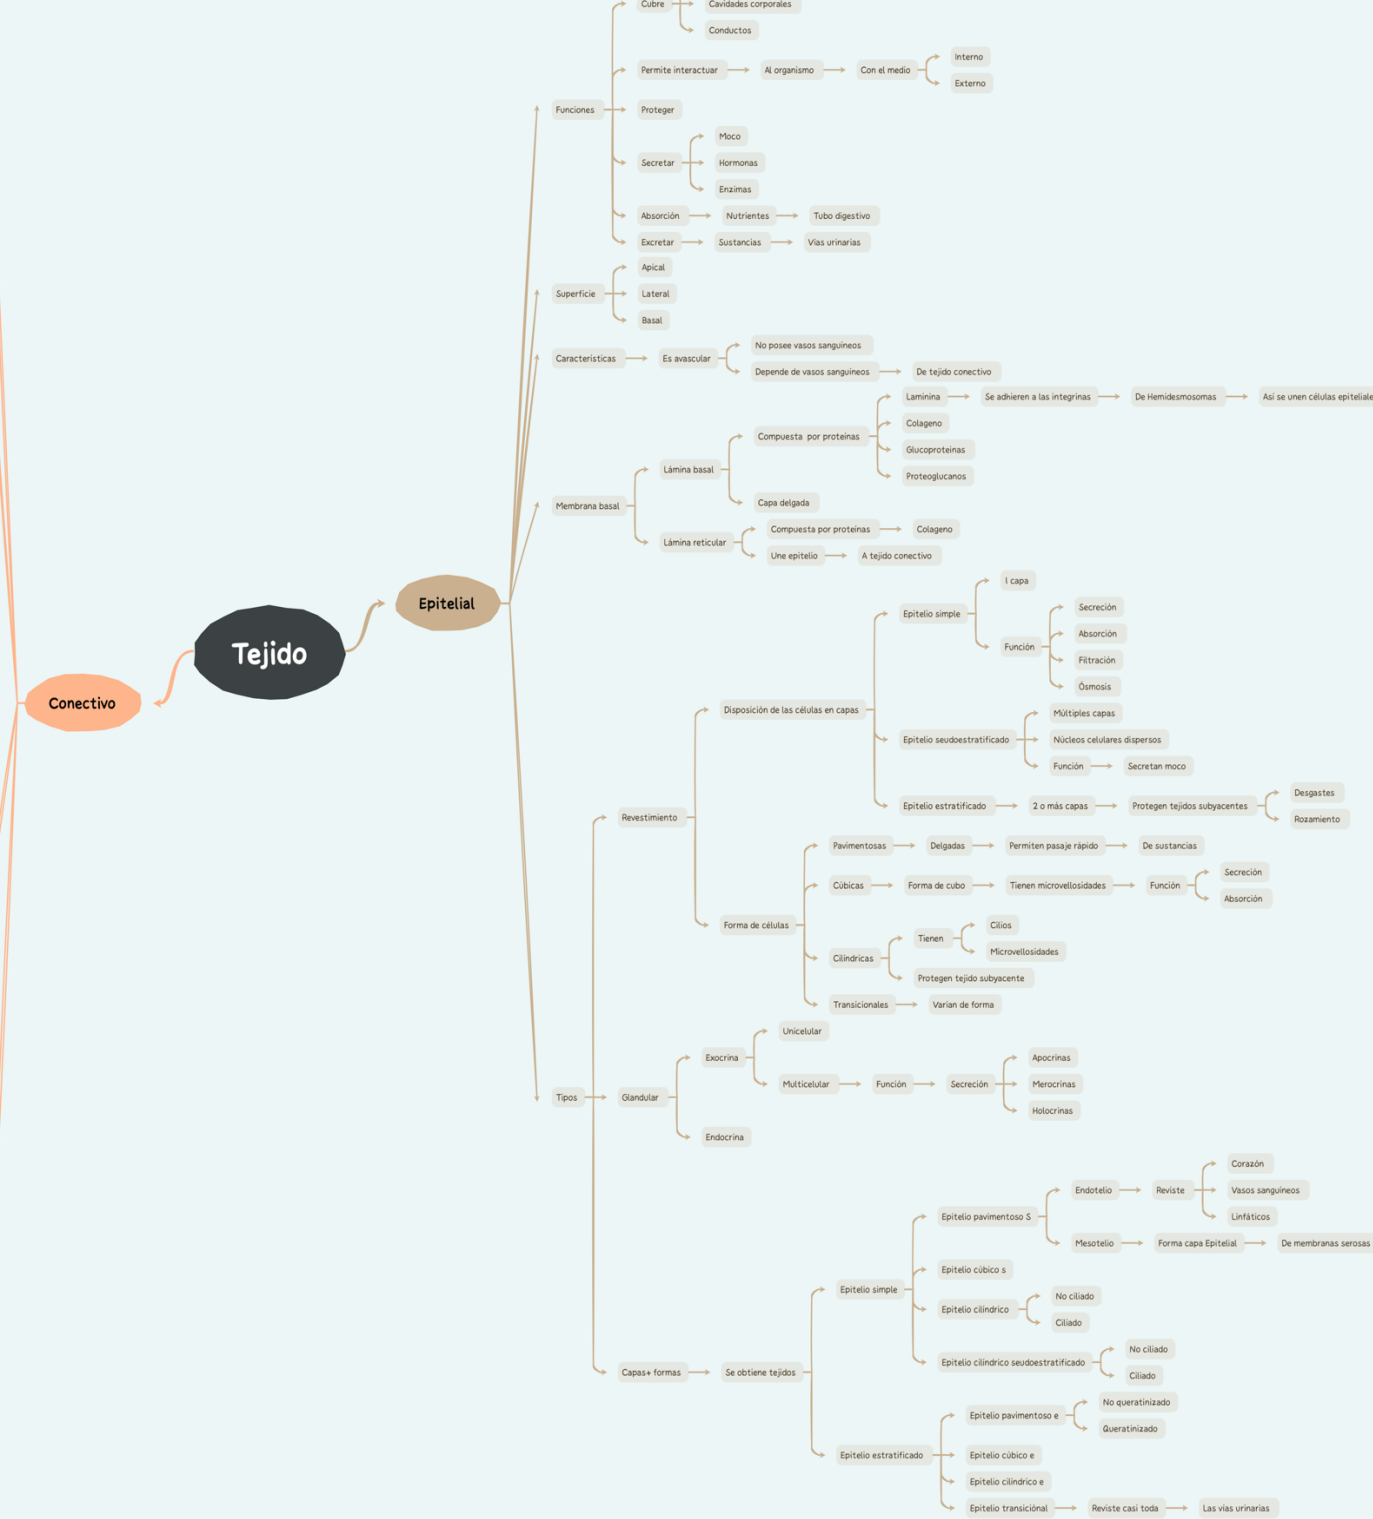 Cubre
Cavidades corporales
Conductos
Permite interactuar
Al organismo
Con el medio
Interno
Externo
Funciones
Proteger
Secretar
Moco
Hormonas
Enzimas
Absorción
Nutrientes
Tubo digestivo
Excretar
Sustancias
Vías urinarias
Superficie
Apical
Lateral
Basal
Características
Es avascular
No posee vasos sanguíneos
Depende de vasos sanguíneos
De tejido conectivo
Membrana basal
Lámina basal
Compuesta por proteínas
Laminina
Se adhieren a las integrinas
De Hemidesmosomas
Así se unen células epiteliale
Colageno
Glucoproteinas
Proteoglucanos
Capa delgada
Lámina reticular
Compuesta por proteínas
Colageno
Une epitelio
A tejido conectivo
Tejido
Epitelial
Conectivo
Tipos
Revestimiento
Disposición de las células en capas
Epitelio simple
1 capa
Función
Secreción
Absorción
Filtración
Ósmosis
Epitelio seudoestratificado
Múltiples capas
Núcleos celulares dispersos
Función
Secretan moco
Epitelio estratificado
2 o más capas
Protegen tejidos subyacentes
Desgastes
Rozamiento
Forma de células
Pavimentosas
Delgadas
Permiten pasaje rápido
De sustancias
Cúbicas
Forma de cubo
Tienen microvellosidades
Función
Secreción
Absorción
Cilíndricas
Tienen
Cilios
Microvellosidades
Protegen tejido subyacente
Transicionales
Varían de forma
Glandular
Exocrina
Unicelular
Multicelular
Función
Secreción
Apocrinas
Merocrinas
Holocrinas
Endocrina
Capas+ formas
Se obtiene tejidos
Epitelio simple
Epitelio pavimentoso S
Endotelio
Reviste
Corazón
Vasos sanguíneos
Linfáticos
Mesotelio
Forma capa Epitelial
De membranas serosas
Epitelio cúbico s
Epitelio cilíndrico
No ciliado
Ciliado
Epitelio cilíndrico seudoestratificado
No ciliado
Ciliado
Epitelio estratificado
Epitelio pavimentoso e
No queratinizado
Queratinizado
Epitelio cúbico e
Epitelio cilíndrico e
Epitelio transiciónal
Reviste casi toda
Las vías urinarias